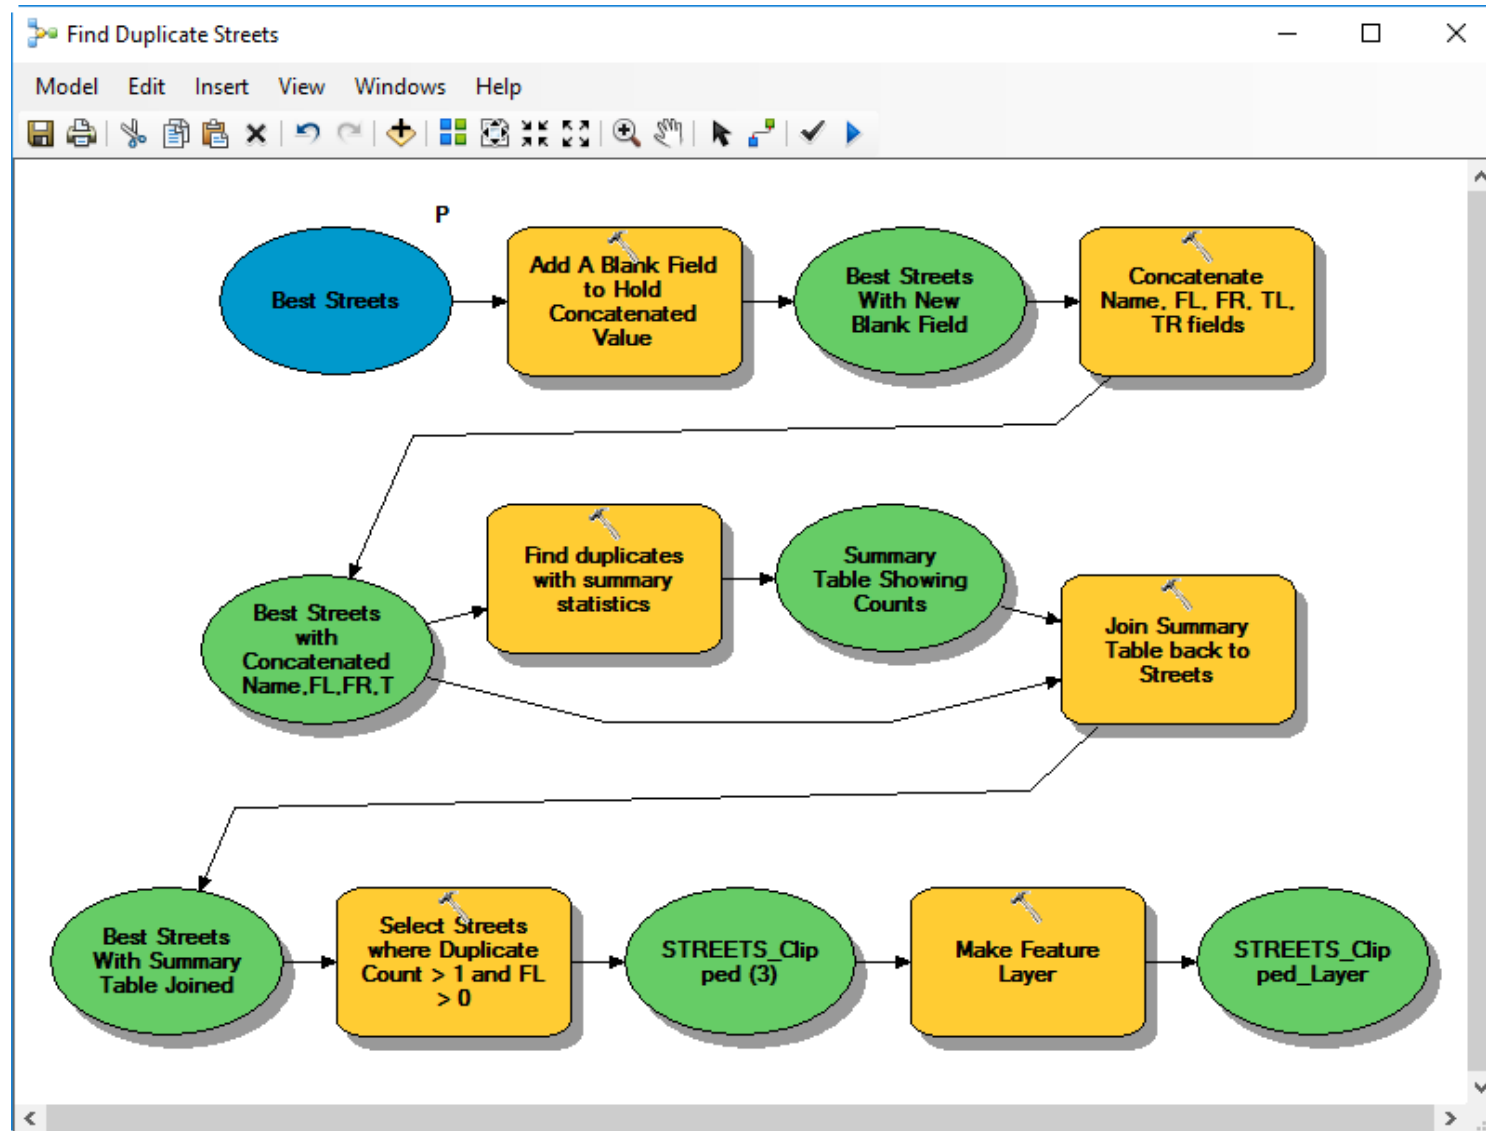 Find Duplicate Streets
Model Edit Insert View Windows Help
P
Best Streets
Add A Blank Field
to Hold
Concatenated
Value
Best Streets
With New
Blank Field
Concatenate
Name, FL, FR, TL,
TR fields
Best Streets
with
Concatenated
Name,FL,FR,T
Find duplicates
with summary
statistics
Summary
Table Showing
Counts
Join Summary
Table back to
Streets
Best Streets
With Summary
Table Joined
Select Streets
where Duplicate
Count > 1 and FL
> 0
STREETS_Clip
ped (3)
Make Feature
Layer
STREETS_Clip
ped_Layer